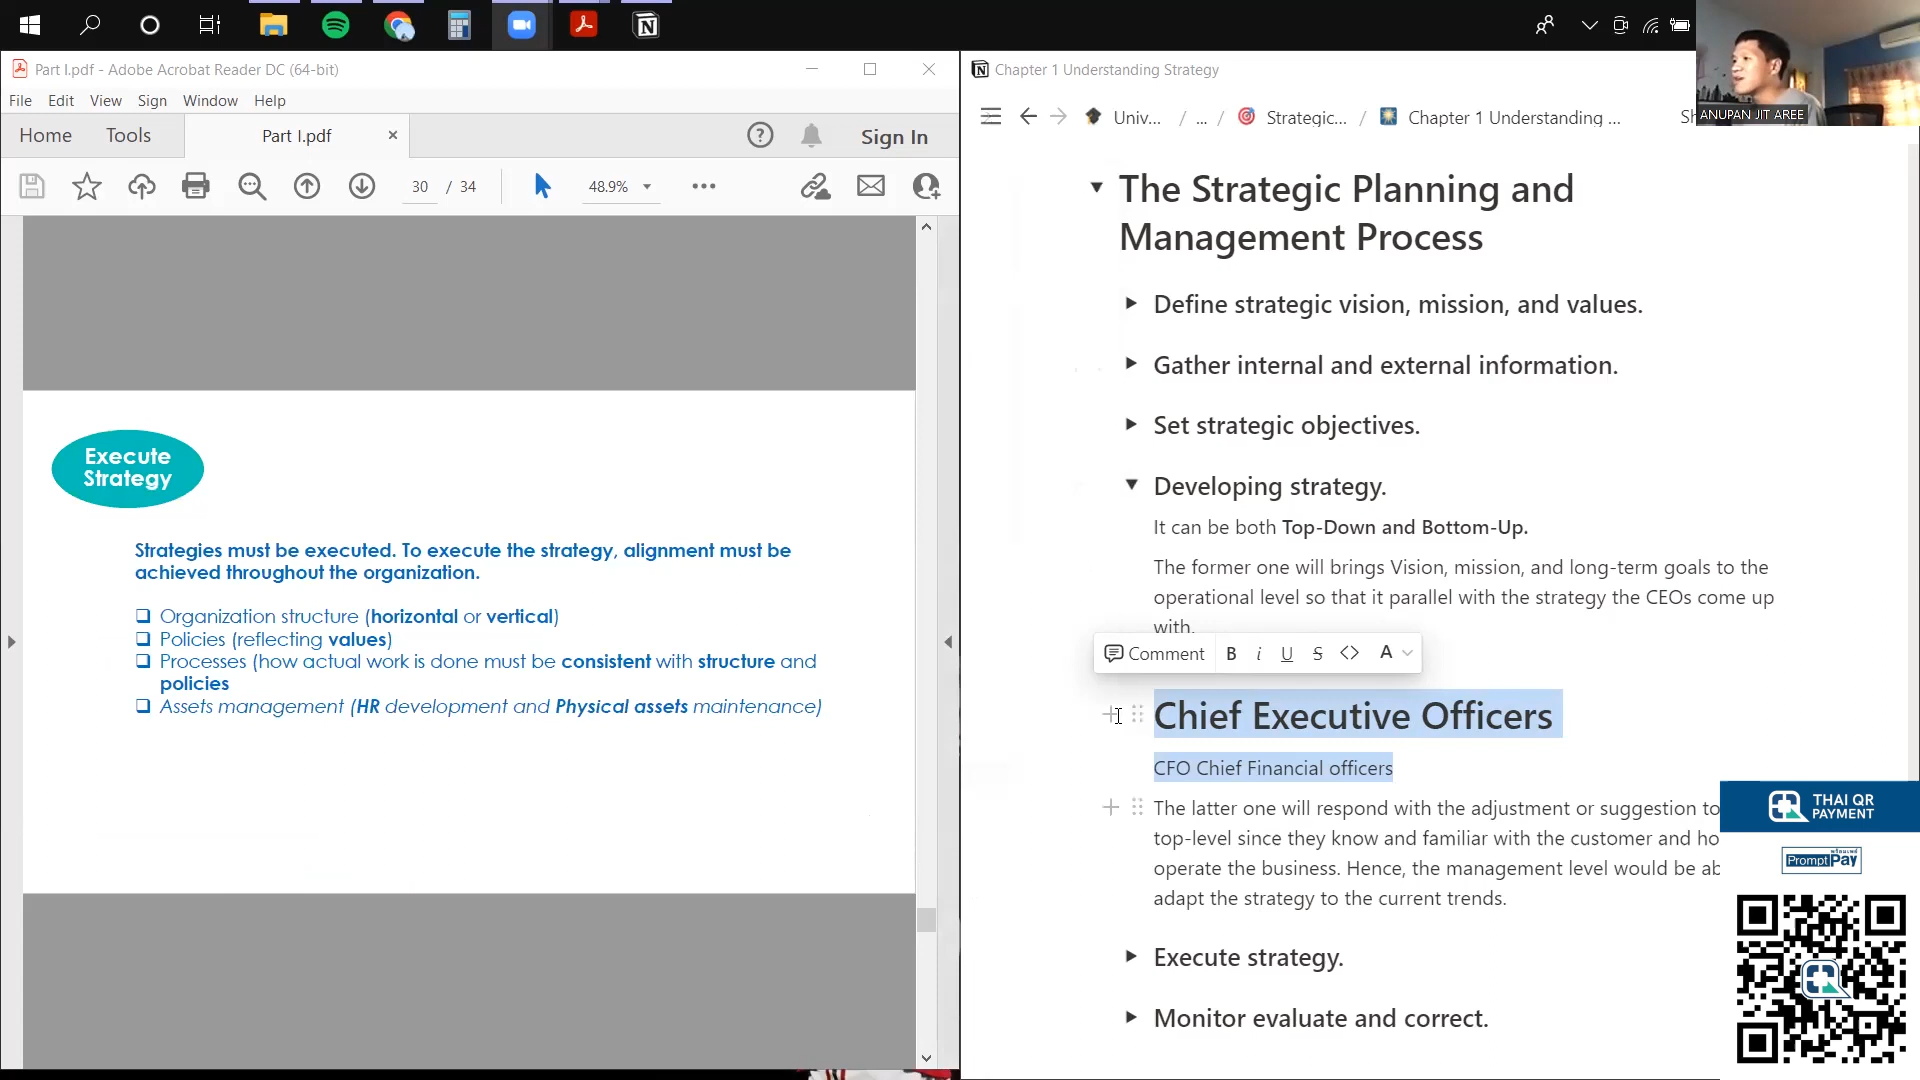 Part I.pdf - Adobe Acrobat Reader DC (64-bit)
File Edit View Sign Window Help
Home Tools Part I.pdf × Sign In
30 / 34 48.9%
Execute
Strategy
Strategies must be executed. To execute the strategy, alignment must be
achieved throughout the organization.
Organization structure (horizontal or vertical)
Policies (reflecting values)
Processes (how actual work is done must be consistent with structure and
policies
Assets management (HR development and Physical assets maintenance)
Chapter 1 Understanding Strategy
Univ... / ... / Strategic... / Chapter 1 Understanding ... Sh
ANUPAN JIT AREE
The Strategic Planning and
Management Process
Define strategic vision, mission, and values.
Gather internal and external information.
Set strategic objectives.
Developing strategy.
It can be both Top-Down and Bottom-Up.
The former one will brings Vision, mission, and long-term goals to the
operational level so that it parallel with the strategy the CEOs come up
with.
Comment B i U S <> A
Chief Executive Officers
CFO Chief Financial officers
The latter one will respond with the adjustment or suggestion to
top-level since they know and familiar with the customer and ho
operate the business. Hence, the management level would be ab
adapt the strategy to the current trends.
Execute strategy.
Monitor evaluate and correct.
THAI QR
PAYMENT
พร้อมเพย์
PromptPay